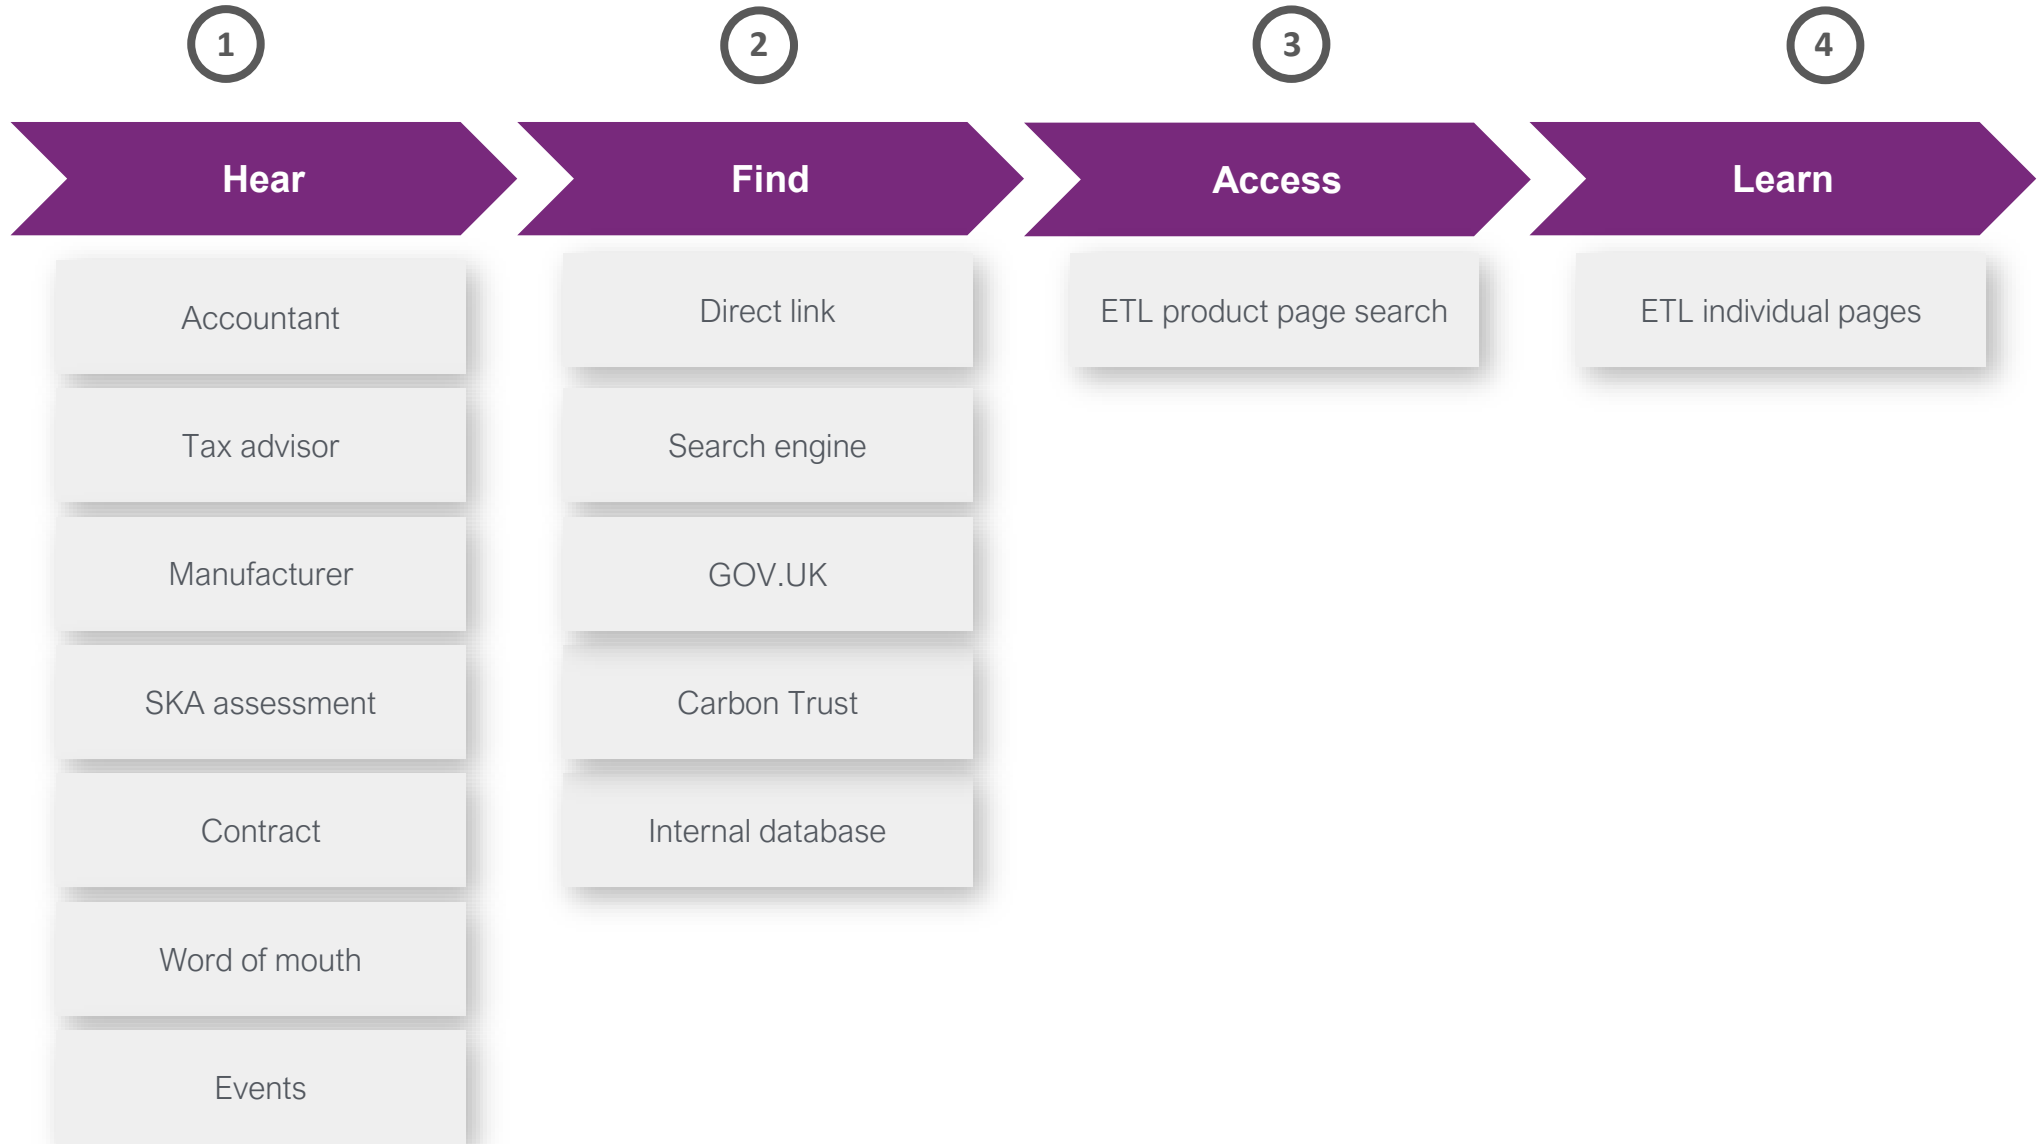 1
2
3
4
Hear
Find
Access
Learn
Accountant
Tax advisor
Manufacturer
SKA assessment
Contract
Word of mouth
Events
Direct link
Search engine
GOV.UK
Carbon Trust
Internal database
ETL product page search
ETL individual pages